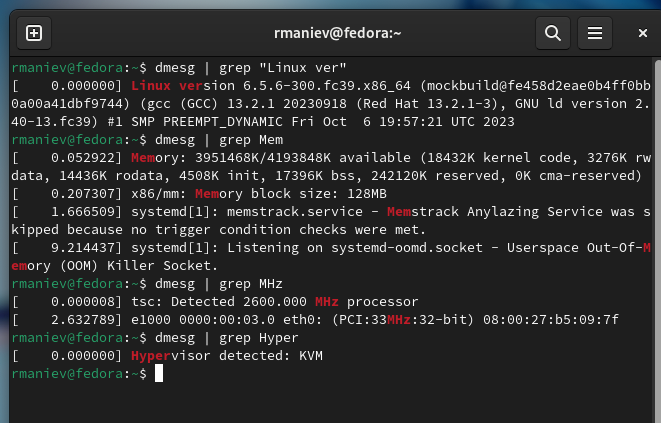 rmaniev@fedora:~
rmaniev@fedora:~$ dmesg | grep "Linux ver"
[    0.000000] Linux version 6.5.6-300.fc39.x86_64 (mockbuild@fe458d2eae0b4ff0bb
0a00a41dbf9744) (gcc (GCC) 13.2.1 20230918 (Red Hat 13.2.1-3), GNU ld version 2.
40-13.fc39) #1 SMP PREEMPT_DYNAMIC Fri Oct  6 19:57:21 UTC 2023
rmaniev@fedora:~$ dmesg | grep Mem
[    0.052922] Memory: 3951468K/4193848K available (18432K kernel code, 3276K rw
data, 14436K rodata, 4508K init, 17396K bss, 242120K reserved, 0K cma-reserved)
[    0.207307] x86/mm: Memory block size: 128MB
[    1.666509] systemd[1]: memstrack.service - Memstrack Anylazing Service was s
kipped because no trigger condition checks were met.
[    9.214437] systemd[1]: Listening on systemd-oomd.socket - Userspace Out-Of-M
emory (OOM) Killer Socket.
rmaniev@fedora:~$ dmesg | grep MHz
[    0.000008] tsc: Detected 2600.000 MHz processor
[    2.632789] e1000 0000:00:03.0 eth0: (PCI:33MHz:32-bit) 08:00:27:b5:09:7f
rmaniev@fedora:~$ dmesg | grep Hyper
[    0.000000] Hypervisor detected: KVM
rmaniev@fedora:~$